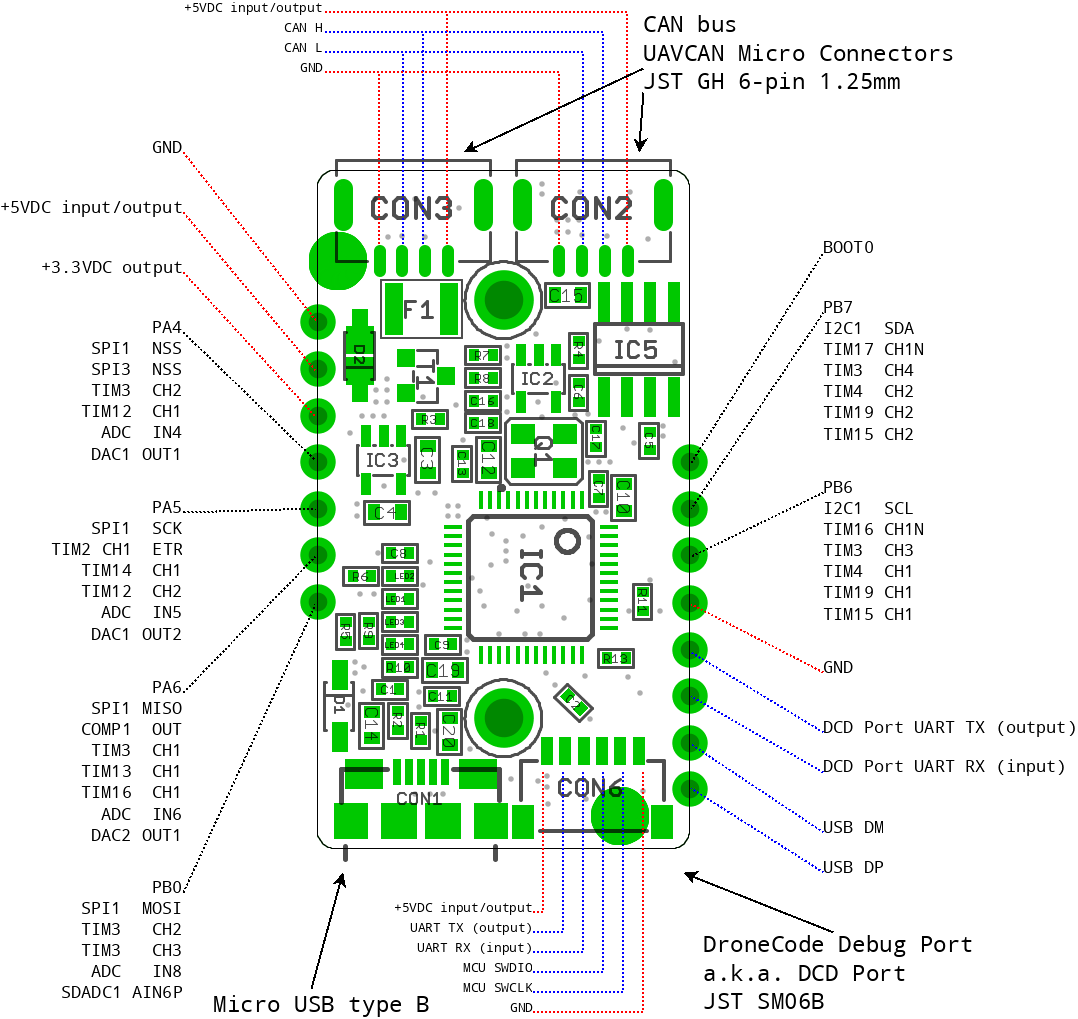 +5VDC input/output
CAN H
CAN L
GND
CAN bus
UAVCAN Micro Connectors
JST GH 6-pin 1.25mm
GND
+5VDC input/output
+3.3VDC output
PA4
SPI1 NSS
SPI3 NSS
TIM3 CH2
TIM12 CH1
ADC IN4
DAC1 OUT1
PA5
SPI1 SCK
TIM2 CH1 ETR
TIM14 CH1
TIM12 CH2
ADC IN5
DAC1 OUT2
PA6
SPI1 MISO
COMP1 OUT
TIM3 CH1
TIM13 CH1
TIM16 CH1
ADC IN6
DAC2 OUT1
PB0
SPI1 MOSI
TIM3 CH2
TIM3 CH3
ADC IN8
SDADC1 AIN6P
CON3
CON2
F1
C15
D2
T1
R7
R8
C16
C18
R3
IC2
R4
C6
IC5
IC3
C3
C13
C12
Q1
C17
C5
C7
C10
C4
C8
R6
LED2
LED1
LED3
LED4
R5
R9
R10
C9
C19
IC1
R11
R13
D1
C1
C11
C14
R2
R1
C20
C2
CON1
CON6
BOOT0
PB7
I2C1 SDA
TIM17 CH1N
TIM3 CH4
TIM4 CH2
TIM19 CH2
TIM15 CH2
PB6
I2C1 SCL
TIM16 CH1N
TIM3 CH3
TIM4 CH1
TIM19 CH1
TIM15 CH1
GND
DCD Port UART TX (output)
DCD Port UART RX (input)
USB DM
USB DP
+5VDC input/output
UART TX (output)
UART RX (input)
MCU SWDIO
MCU SWCLK
GND
Micro USB type B
DroneCode Debug Port
a.k.a. DCD Port
JST SM06B